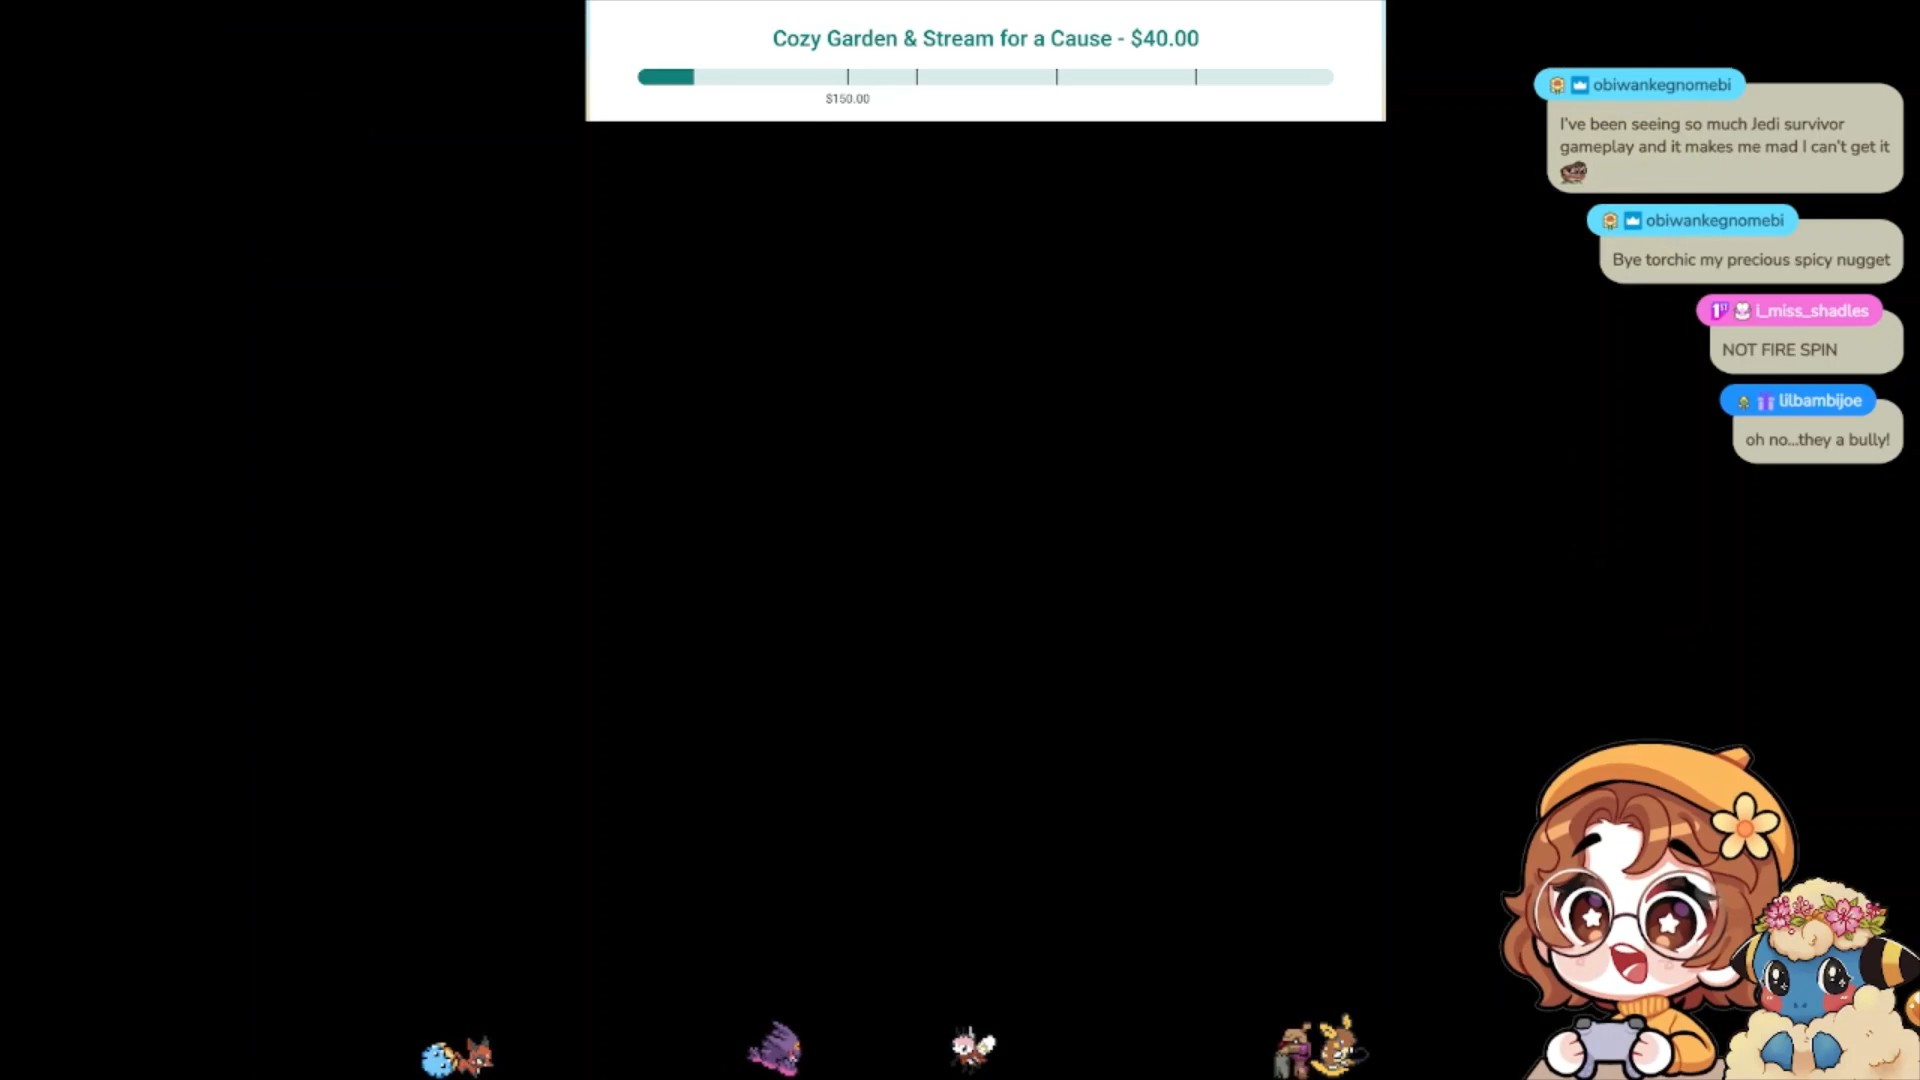 Cozy Garden & Stream for a Cause - $40.00
$150.00
obiwankegnomebi
I've been seeing so much Jedi survivor
gameplay and it makes me mad I can't get it
obiwankegnomebi
Bye torchic my precious spicy nugget
1ST i_miss_shadles
NOT FIRE SPIN
lilbambijoe
oh no...they a bully!